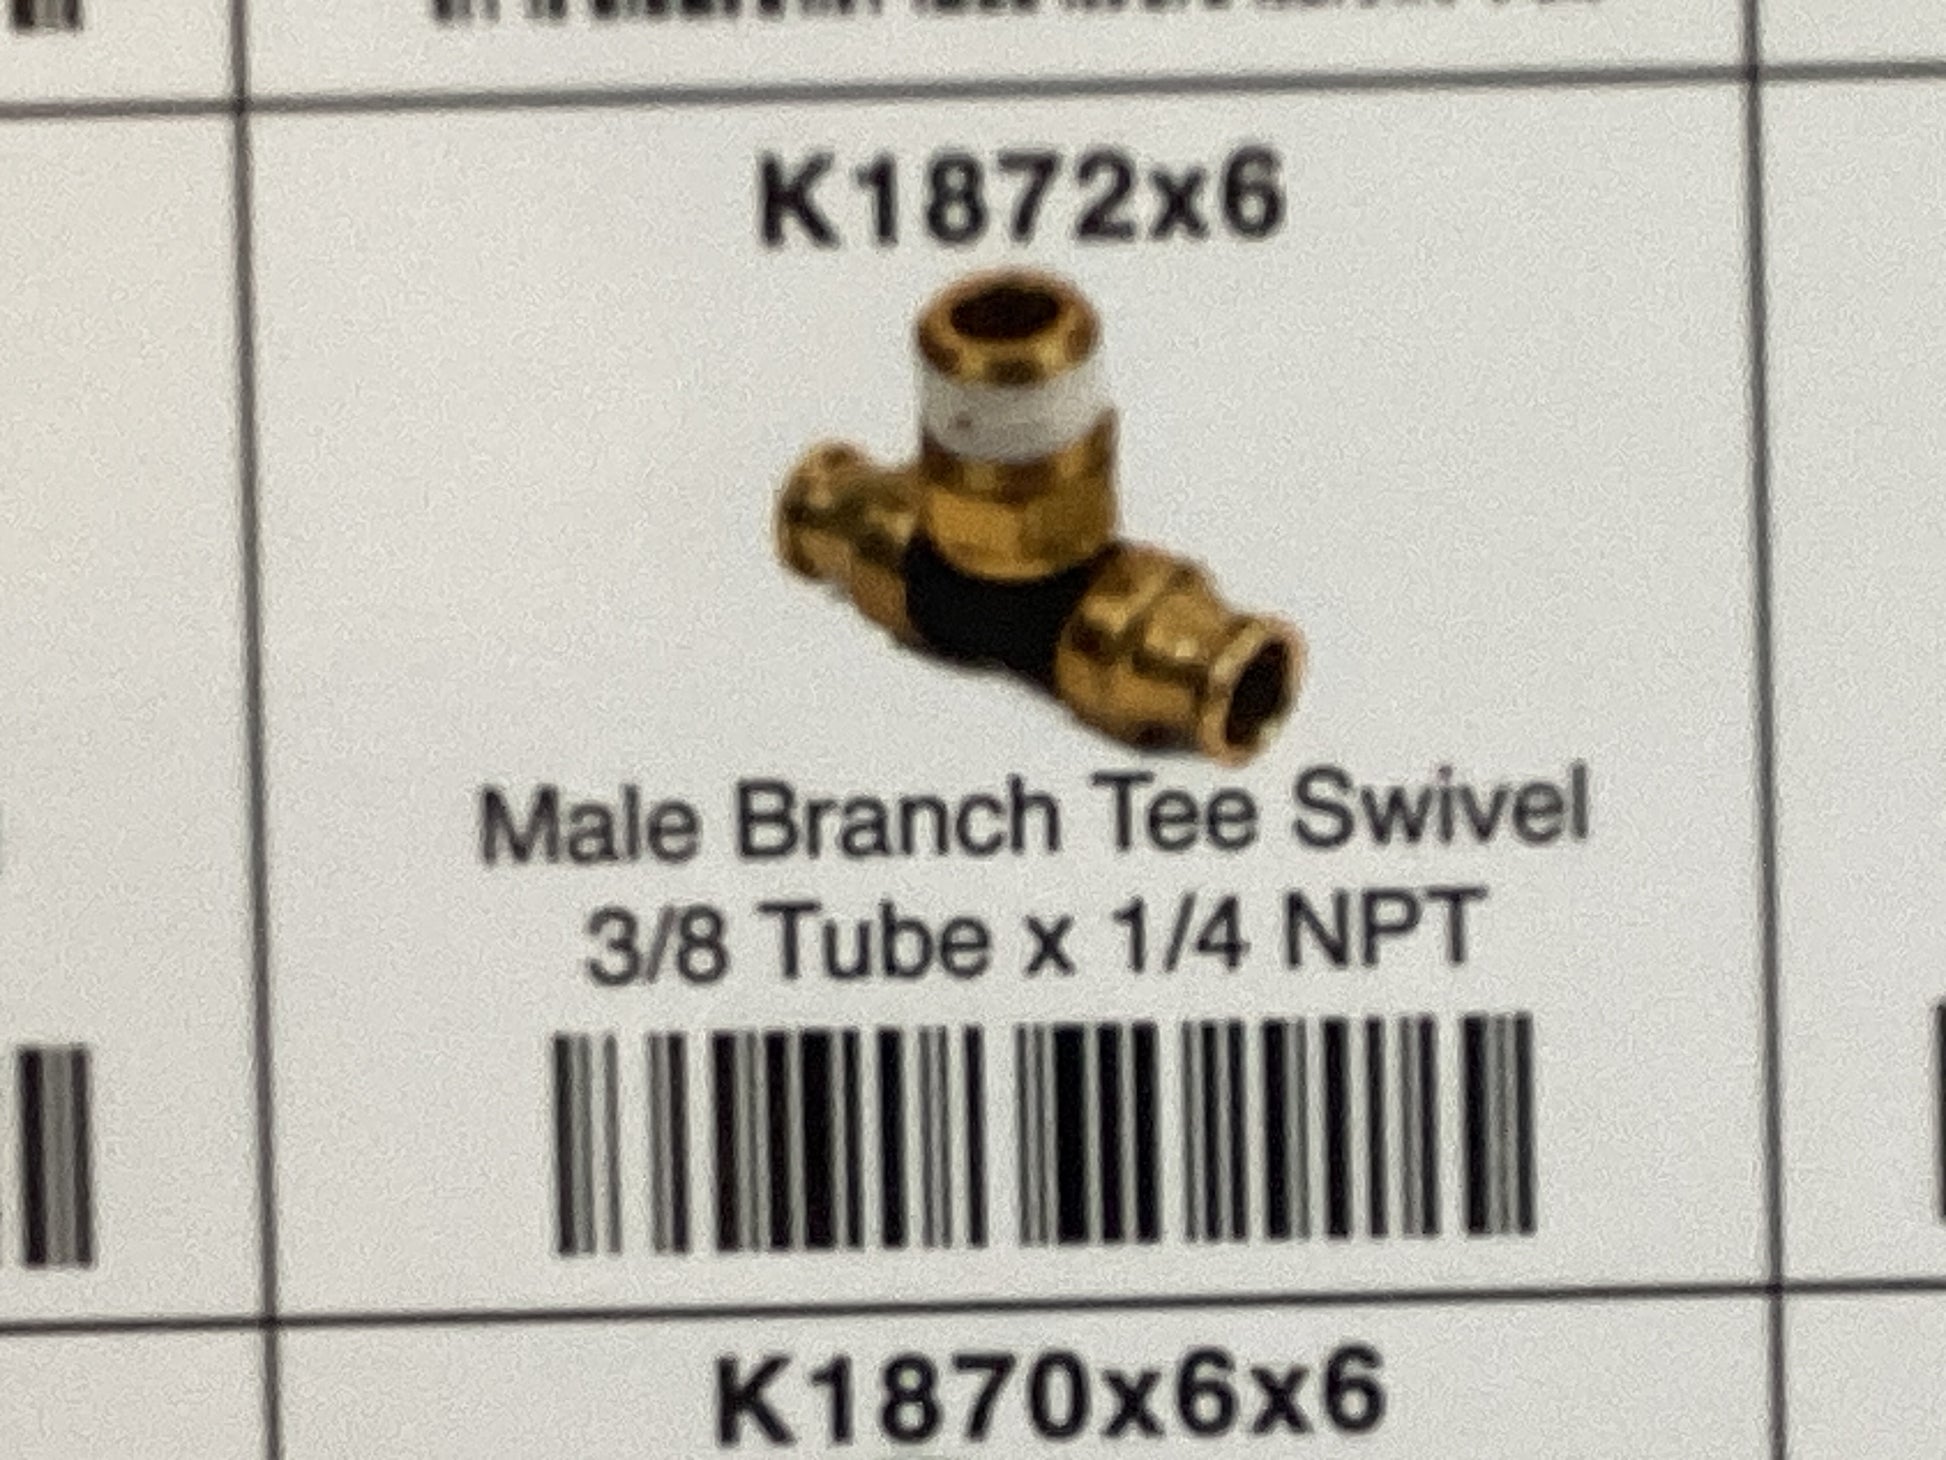 K1872x6
Male Branch Tee Swivel
3/8 Tube x 1/4 NPT
K1870x6x6